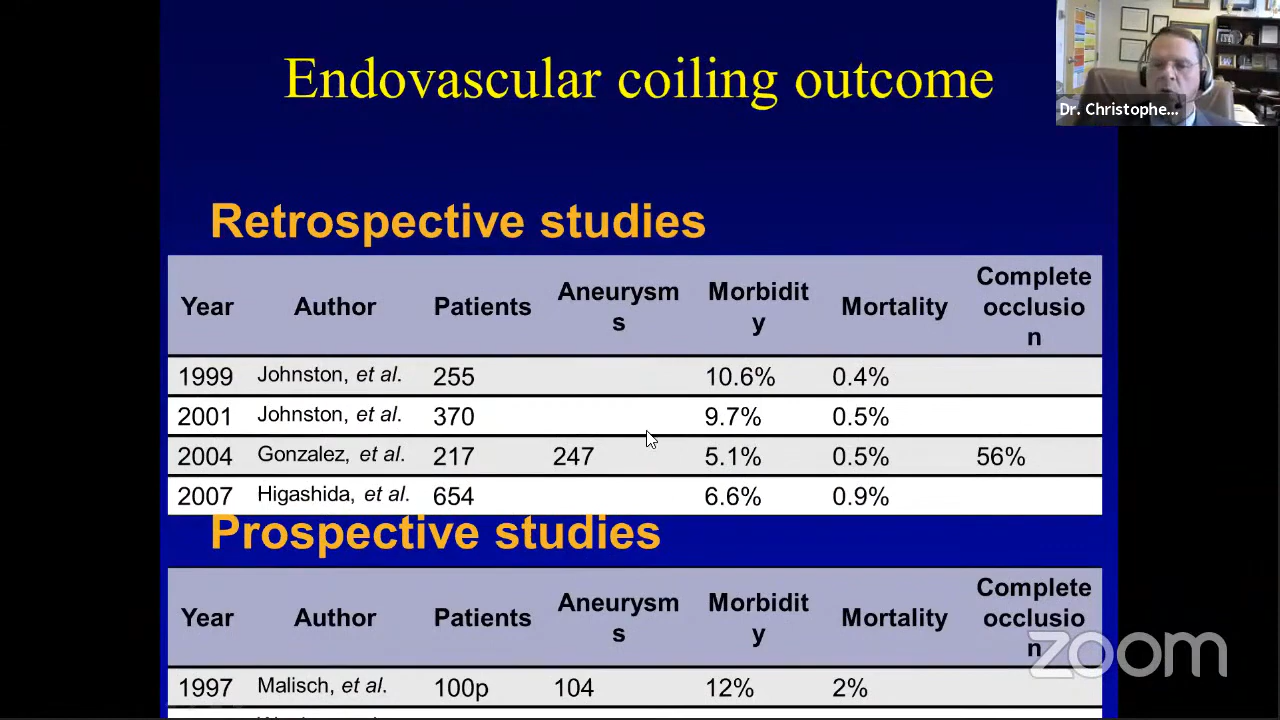 Endovascular coiling outcome
Dr. Christophe...
Retrospective studies
Year Author Patients Aneurysm s Morbidit y Mortality Complete occlusio n
1999 Johnston, et al. 255 10.6% 0.4%
2001 Johnston, et al. 370 9.7% 0.5%
2004 Gonzalez, et al. 217 247 5.1% 0.5% 56%
2007 Higashida, et al. 654 6.6% 0.9%
Prospective studies
Year Author Patients Aneurysm s Morbidit y Mortality Complete occlusio n
zoom
1997 Malisch, et al. 100p 104 12% 2%